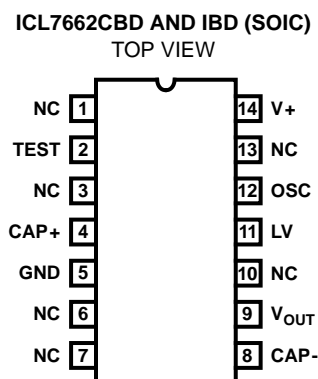 ICL7662CBD AND IBD (SOIC)
TOP VIEW
NC 1 14 V+
TEST 2 13 NC
NC 3 12 OSC
CAP+ 4 11 LV
GND 5 10 NC
NC 6 9 VOUT
NC 7 8 CAP-